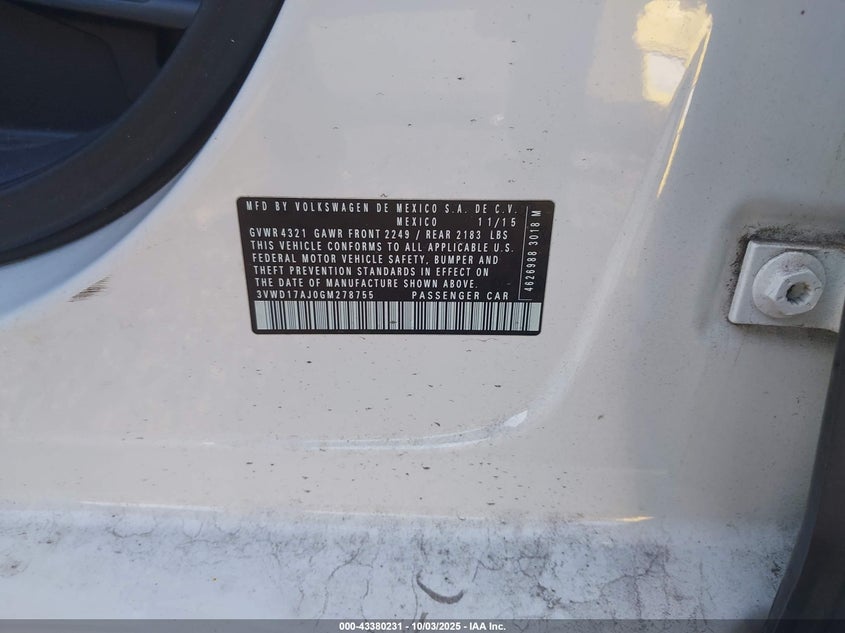 MFD BY VOLKSWAGEN DE MEXICO S.A. DE C.V.
MEXICO 11/15
GVWR 4321 GAWR FRONT 2249 / REAR 2183 LBS
THIS VEHICLE CONFORMS TO ALL APPLICABLE U.S.
FEDERAL MOTOR VEHICLE SAFETY, BUMPER AND
THEFT PREVENTION STANDARDS IN EFFECT ON
THE DATE OF MANUFACTURE SHOWN ABOVE.
3VWD17AJ0GM278755 PASSENGER CAR
4626988 3018 M
000-43380231 - 10/03/2025 - IAA Inc.